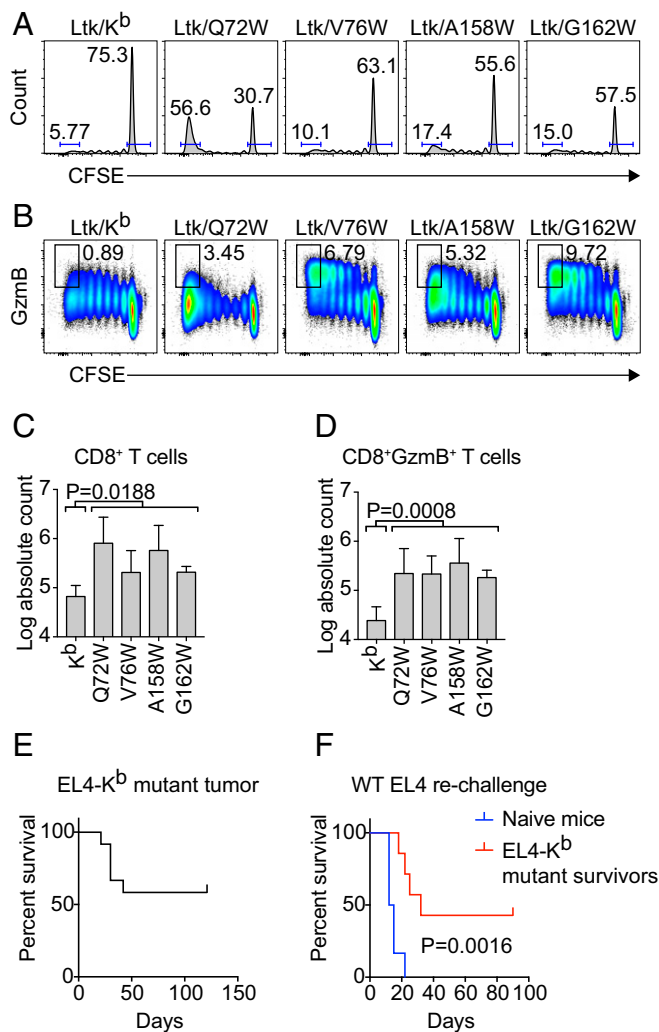 A
Ltk/Kb Ltk/Q72W Ltk/V76W Ltk/A158W Ltk/G162W
Count
75.3
5.77
56.6
30.7
63.1
10.1
55.6
17.4
57.5
15.0
CFSE
B
Ltk/Kb Ltk/Q72W Ltk/V76W Ltk/A158W Ltk/G162W
GzmB
0.89
3.45
6.79
5.32
9.72
CFSE
C
CD8+ T cells
P=0.0188
Log absolute count
7
6
5
4
Kb
Q72W
V76W
A158W
G162W
D
CD8+GzmB+ T cells
P=0.0008
Log absolute count
7
6
5
4
Kb
Q72W
V76W
A158W
G162W
E
EL4-Kb mutant tumor
Percent survival
100
50
0
0 50 100 150
Days
F
WT EL4 re-challenge
Percent survival
100
50
0
0 20 40 60 80 100
Days
Naive mice
EL4-Kb
mutant survivors
P=0.0016